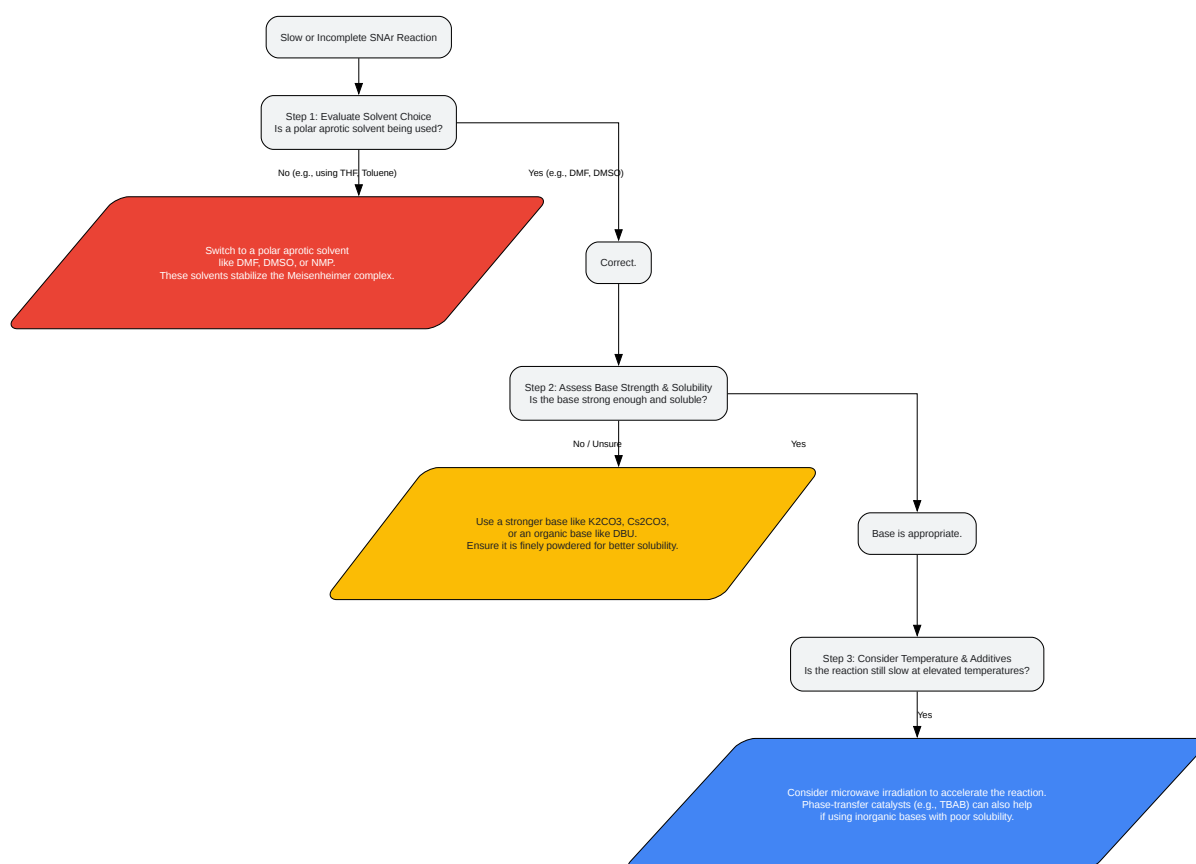 Slow or Incomplete SNAr Reaction
Step 1: Evaluate Solvent Choice
Is a polar aprotic solvent being used?
No (e.g., using THF, Toluene)
Yes (e.g., DMF, DMSO)
Switch to a polar aprotic solvent
like DMF, DMSO, or NMP.
These solvents stabilize the Meisenheimer complex.
Correct.
Step 2: Assess Base Strength & Solubility
Is the base strong enough and soluble?
No / Unsure
Yes
Use a stronger base like K2CO3, Cs2CO3,
or an organic base like DBU.
Ensure it is finely powdered for better solubility.
Base is appropriate.
Step 3: Consider Temperature & Additives
Is the reaction still slow at elevated temperatures?
Yes
Consider microwave irradiation to accelerate the reaction.
Phase-transfer catalysts (e.g., TBAB) can also help
if using inorganic bases with poor solubility.